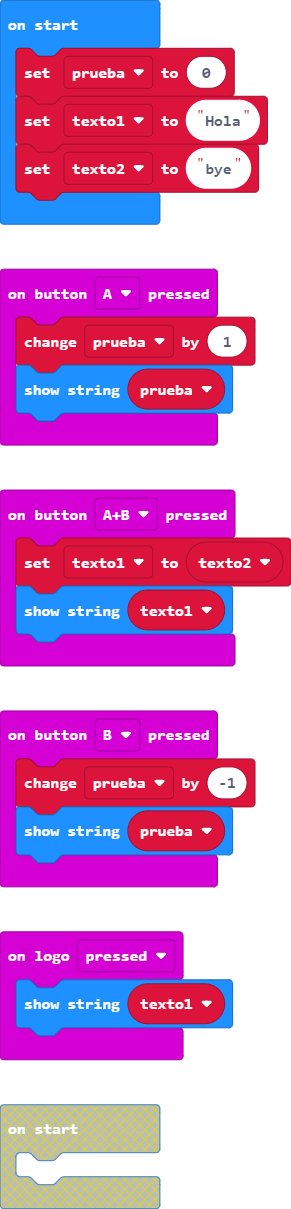 on start
set prueba to 0
set texto1 to "Hola"
set texto2 to "bye"
on button A pressed
change prueba by 1
show string prueba
on button A+B pressed
set texto1 to texto2
show string texto1
on button B pressed
change prueba by -1
show string prueba
on logo pressed
show string texto1
on start